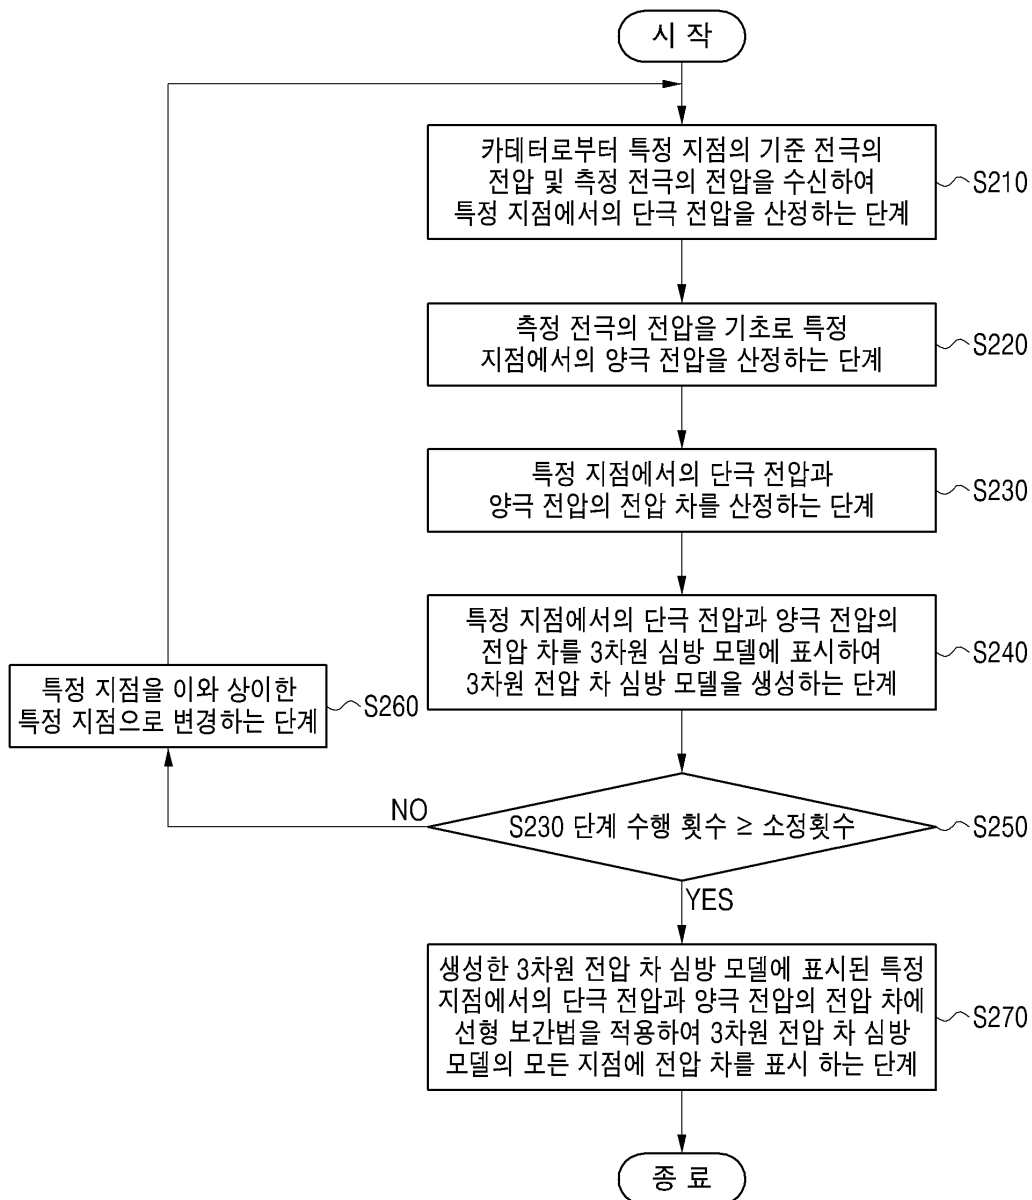 시 작
카테터로부터 특정 지점의 기준 전극의
전압 및 측정 전극의 전압을 수신하여
특정 지점에서의 단극 전압을 산정하는 단계
S210
측정 전극의 전압을 기초로 특정
지점에서의 양극 전압을 산정하는 단계
S220
특정 지점에서의 단극 전압과
양극 전압의 전압 차를 산정하는 단계
S230
특정 지점에서의 단극 전압과 양극 전압의
전압 차를 3차원 심방 모델에 표시하여
3차원 전압 차 심방 모델을 생성하는 단계
S240
특정 지점을 이와 상이한
특정 지점으로 변경하는 단계
S260
NO
S230 단계 수행 횟수 ≥ 소정횟수
S250
YES
생성한 3차원 전압 차 심방 모델에 표시된 특정
지점에서의 단극 전압과 양극 전압의 전압 차에
선형 보간법을 적용하여 3차원 전압 차 심방
모델의 모든 지점에 전압 차를 표시 하는 단계
S270
종 료